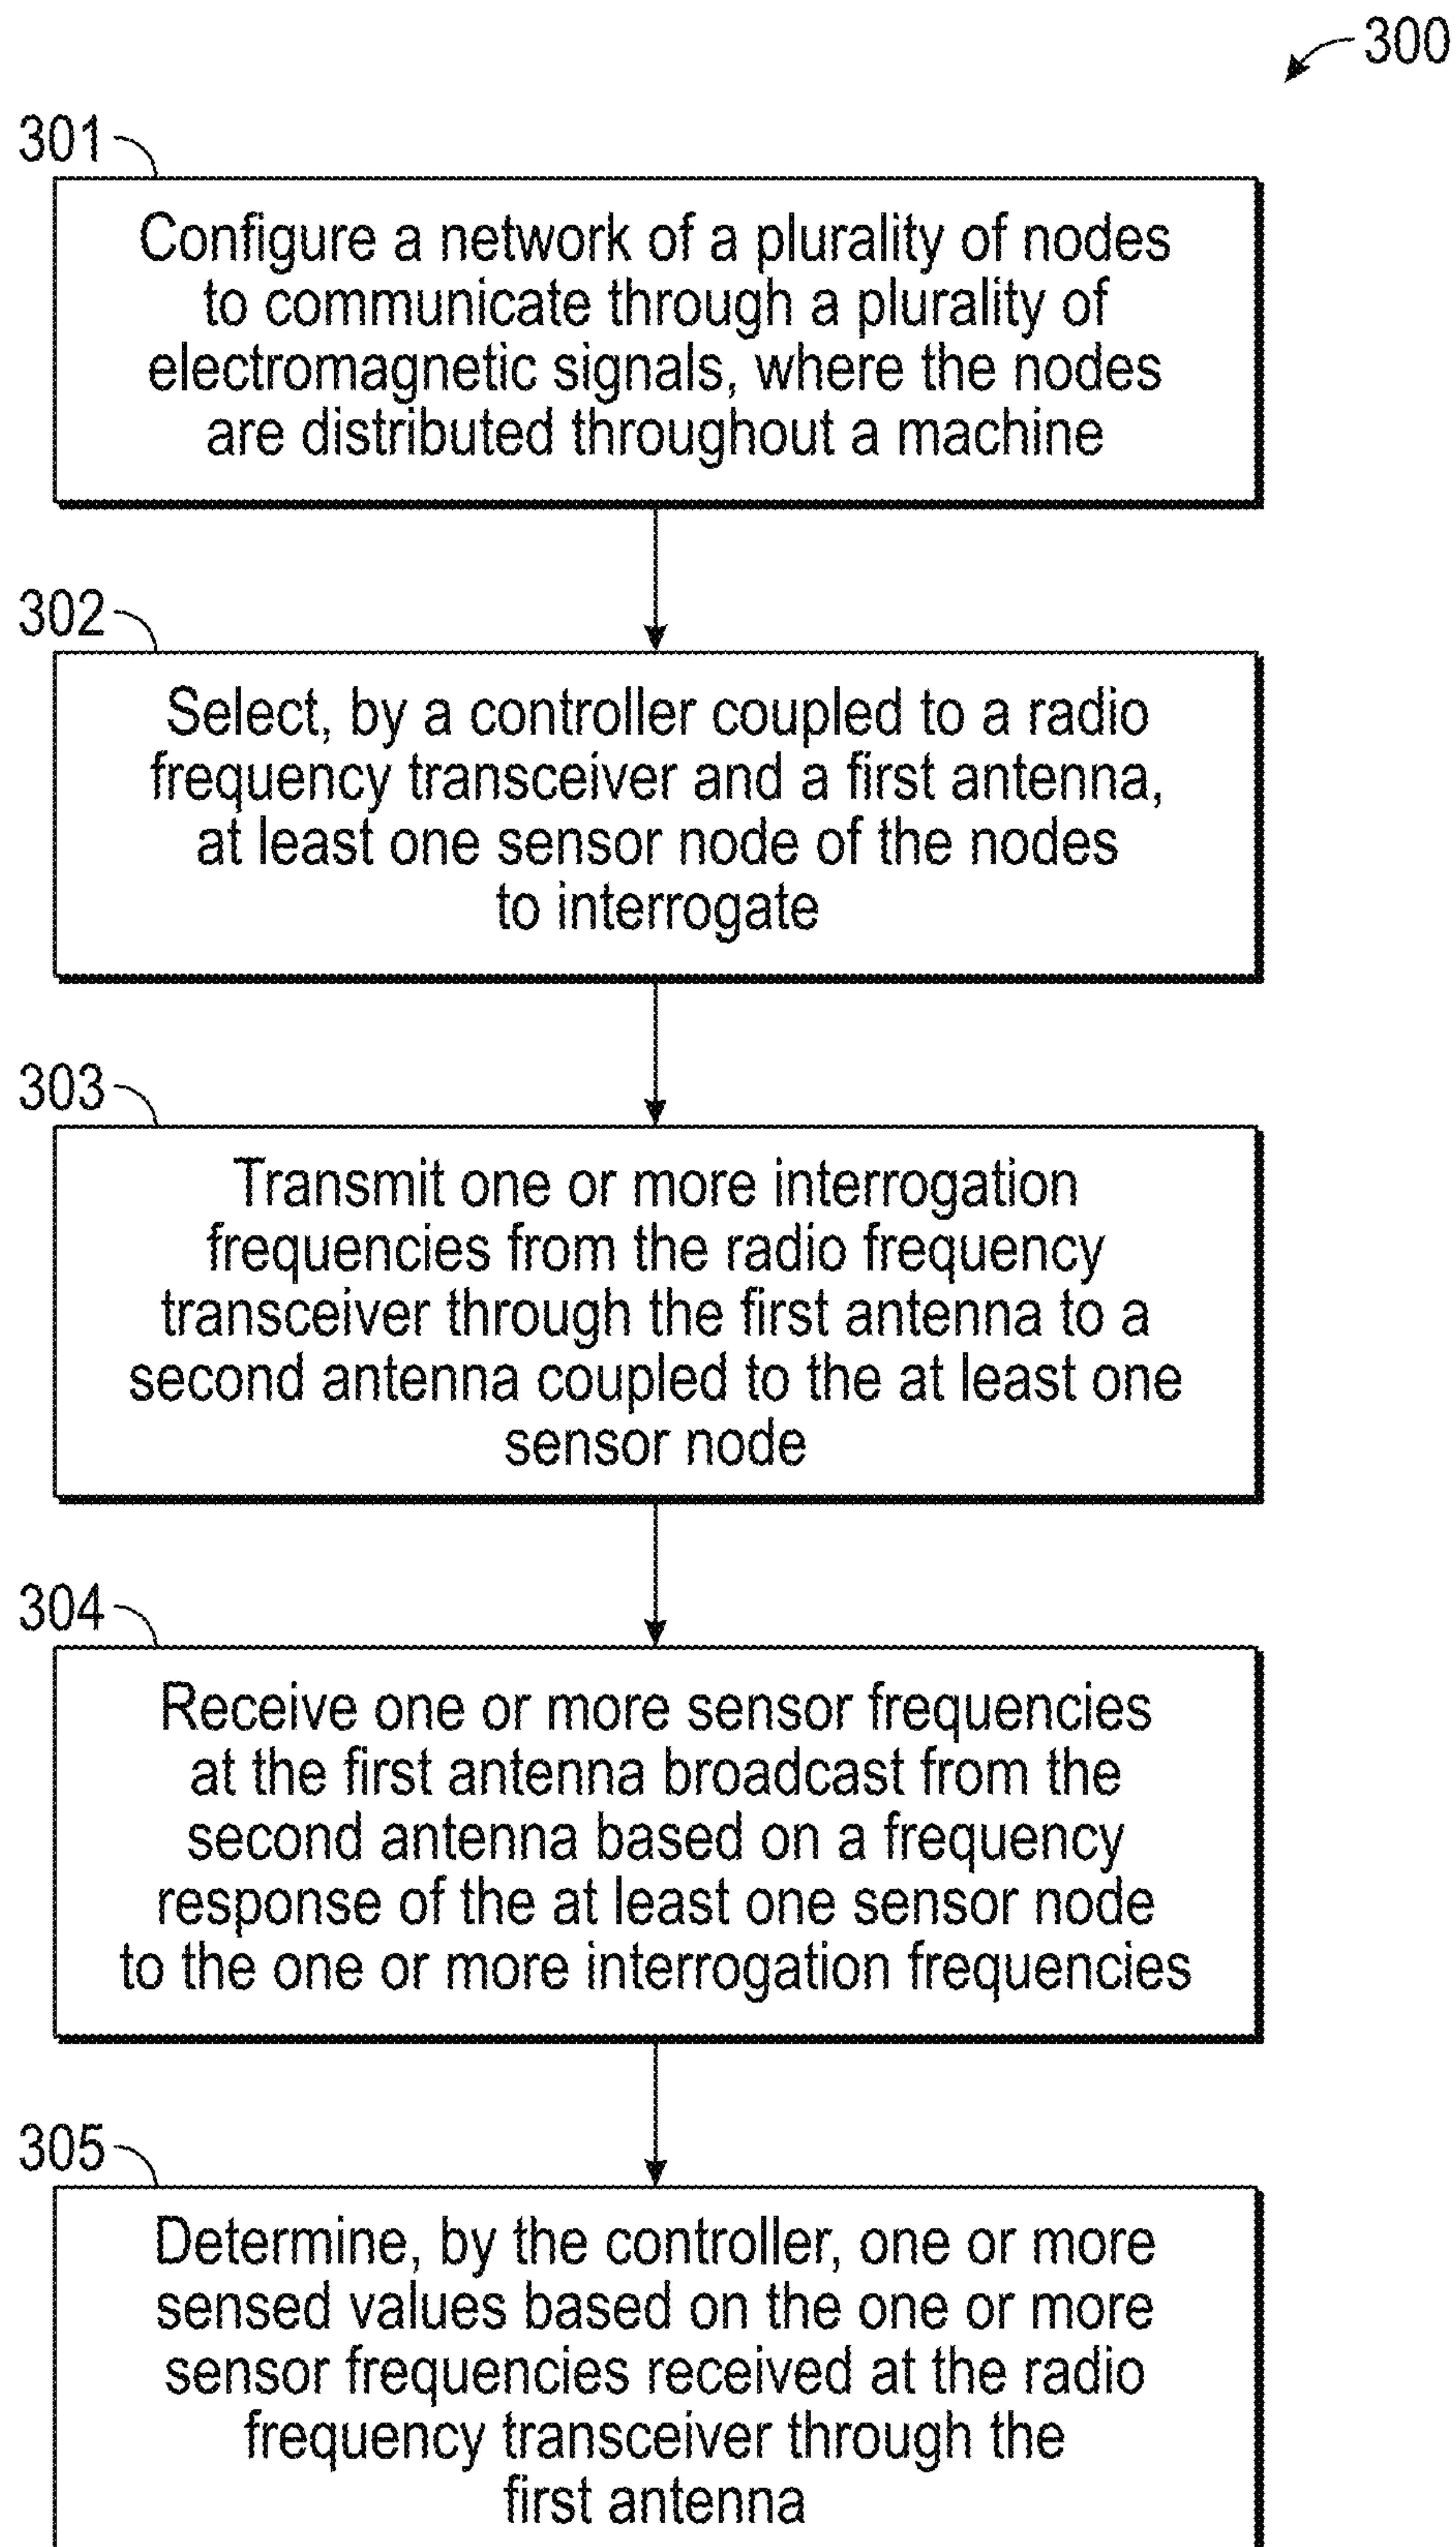 300
301
Configure a network of a plurality of nodes
to communicate through a plurality of
electromagnetic signals, where the nodes
are distributed throughout a machine
302
Select, by a controller coupled to a radio
frequency transceiver and a first antenna,
at least one sensor node of the nodes
to interrogate
303
Transmit one or more interrogation
frequencies from the radio frequency
transceiver through the first antenna to a
second antenna coupled to the at least one
sensor node
304
Receive one or more sensor frequencies
at the first antenna broadcast from the
second antenna based on a frequency
response of the at least one sensor node
to the one or more interrogation frequencies
305
Determine, by the controller, one or more
sensed values based on the one or more
sensor frequencies received at the radio
frequency transceiver through the
first antenna